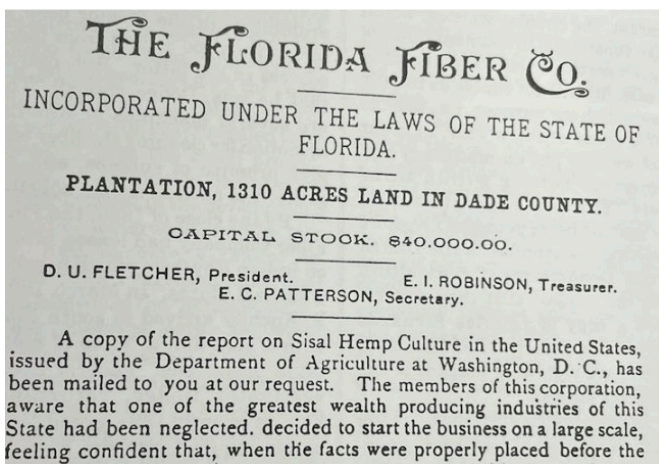 THE FLORIDA FIBER CO.
INCORPORATED UNDER THE LAWS OF THE STATE OF
FLORIDA.
PLANTATION, 1310 ACRES LAND IN DADE COUNTY.
CAPITAL STOCK. $40.000.00.
D. U. FLETCHER, President. E. I. ROBINSON, Treasurer.
E. C. PATTERSON, Secretary.
A copy of the report on Sisal Hemp Culture in the United States,
issued by the Department of Agriculture at Washington, D. C., has
been mailed to you at our request. The members of this corporation,
aware that one of the greatest wealth producing industries of this
State had been neglected. decided to start the business on a large scale,
feeling confident that, when the facts were properly placed before the